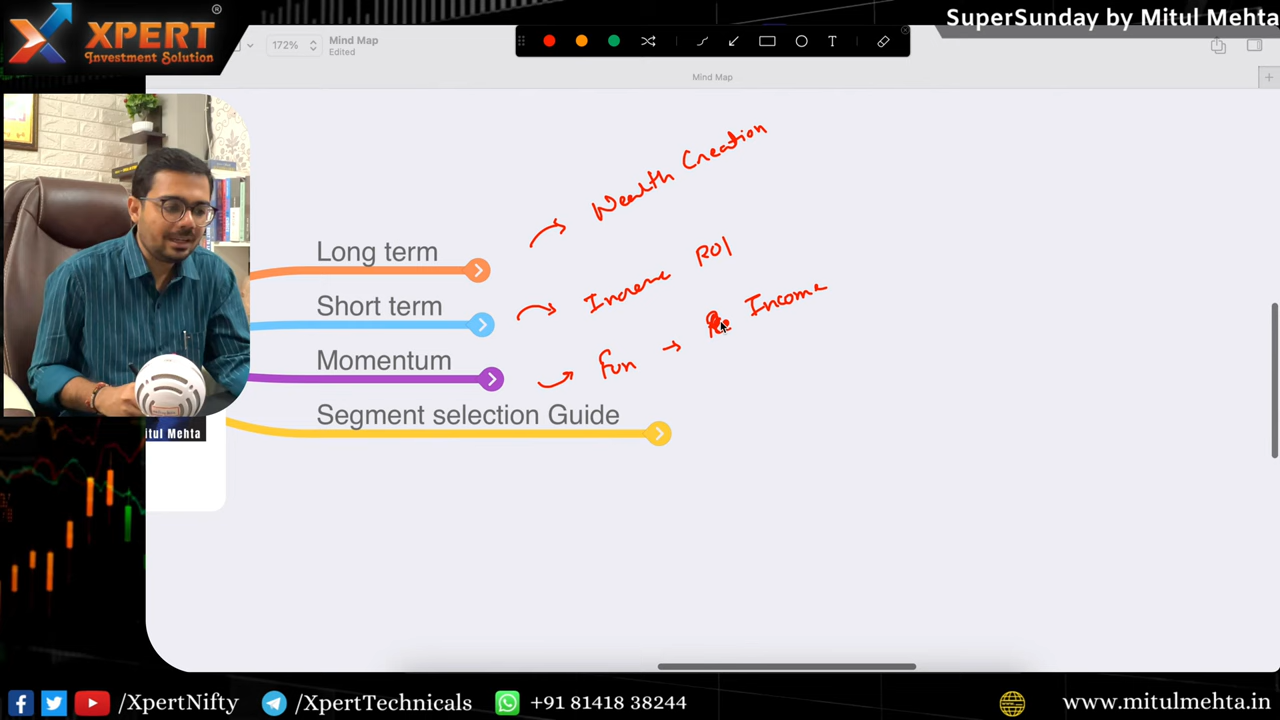 SuperSunday by Mitul Mehta
XPERT
Investment Solution
®
172%
Mind Map
Edited
T
Mind Map
Wealth Creation
Long term
Increase ROI
Short term
Income
Momentum
Fun →
Segment selection Guide
itul Mehta
/XpertNifty
/XpertTechnicals
+91 81418 38244
www.mitulmehta.in